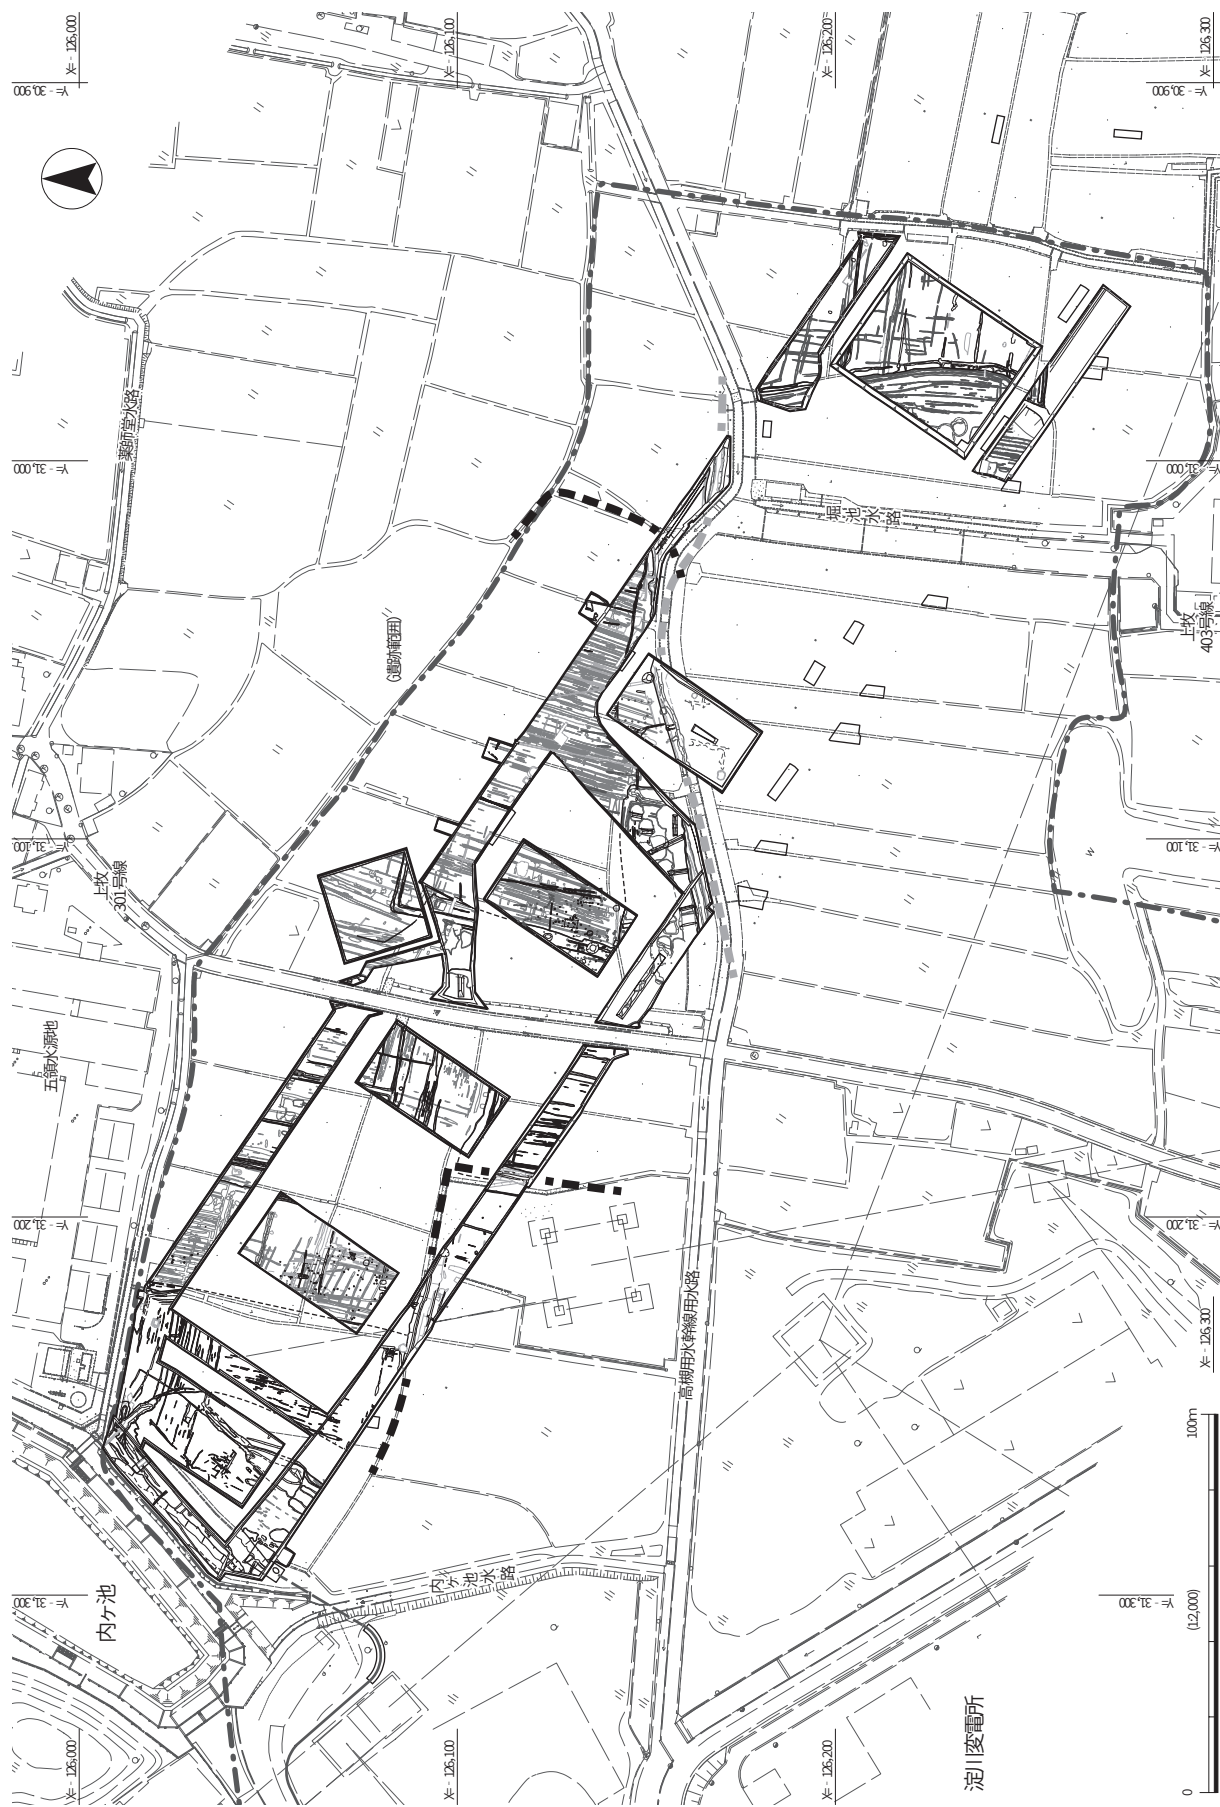 X=-126,000
X=-126,100
X=-126,200
X=-126,300
Y=-30,900
Y=-30,900
薬師堂水路
Y=-31,000
Y=-31,000
堀池水路
(遺跡範囲)
上牧
403号線
Y=-31,100
Y=-31,100
上牧
301号線
五領水源地
Y=-31,200
Y=-31,200
高槻用水幹線用水路
X=-126,300
内ヶ池
内ヶ池水路
Y=-31,300
Y=-31,300
X=-126,000
X=-126,100
X=-126,200
淀川変電所
0
(1:2,000)
100m